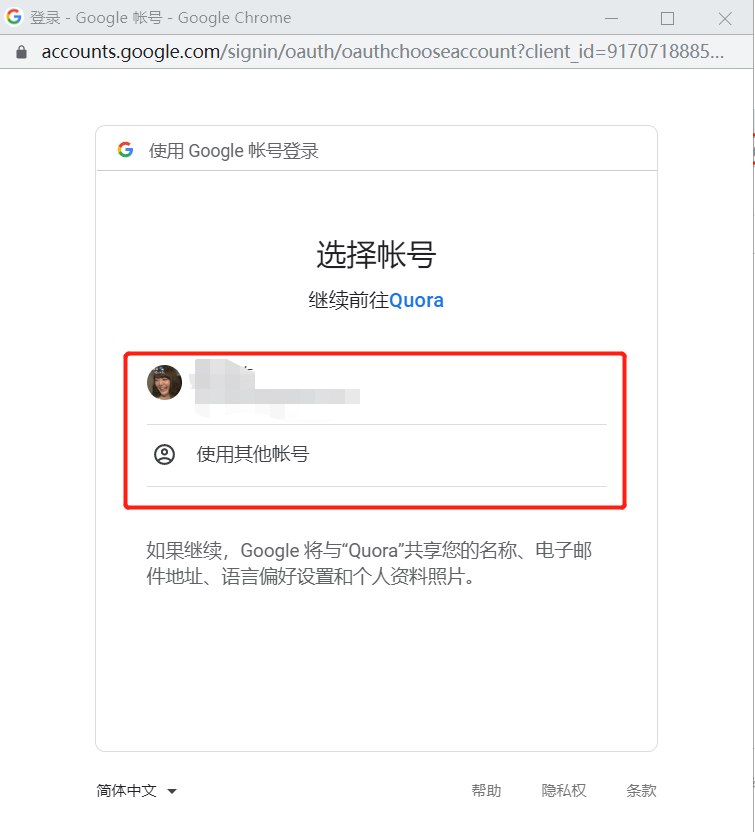 登录 - Google 帐号 - Google Chrome
accounts.google.com/signin/oauth/oauthchooseaccount?client_id=9170718885...
使用 Google 帐号登录
选择帐号
继续前往Quora
使用其他帐号
如果继续，Google 将与“Quora”共享您的名称、电子邮
件地址、语言偏好设置和个人资料照片。
简体中文
帮助
隐私权
条款